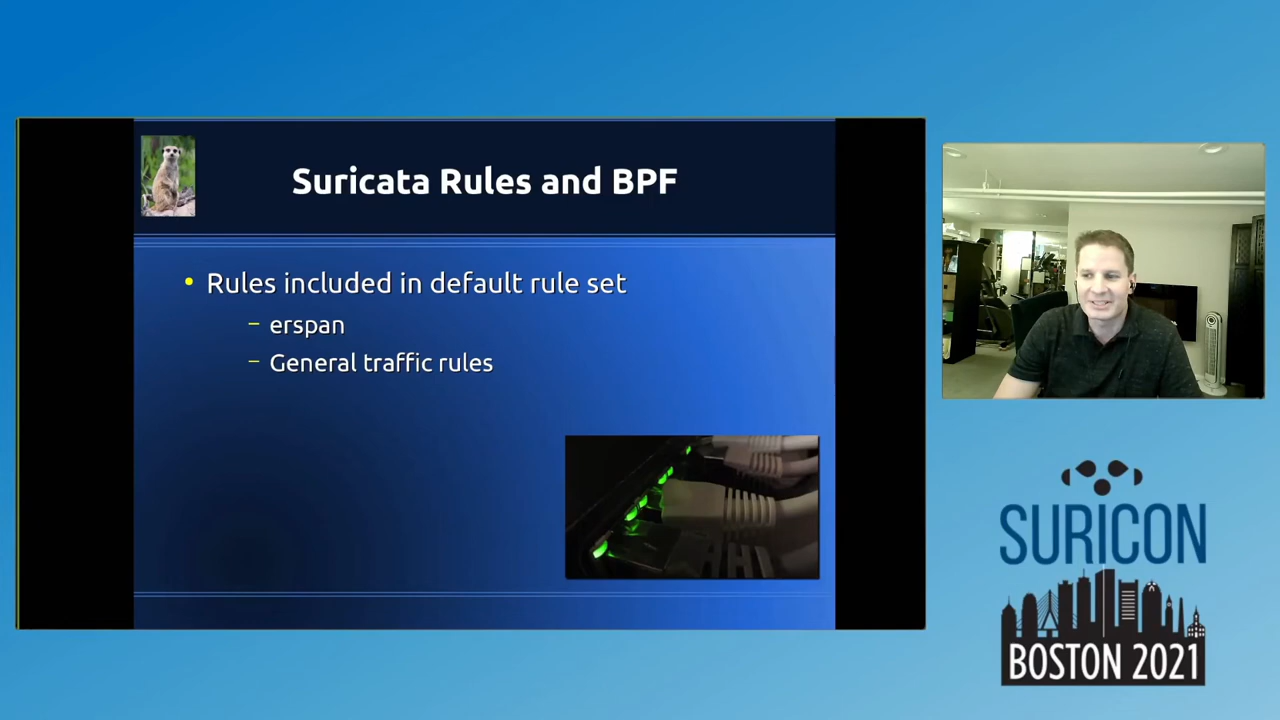 Suricata Rules and BPF
Rules included in default rule set
erspan
General traffic rules
SURICON
BOSTON 2021